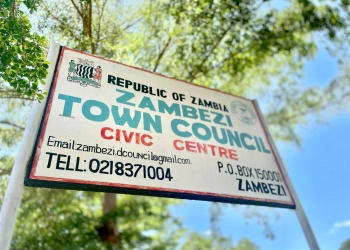 REPUBLIC OF ZAMBIA
ZAMBEZI
TOWN COUNCIL
CIVIC CENTRE
Email:zambezi.dcouncil@gmail.com
TELL: 0218371004
P.O.BOX 150001
ZAMBEZI